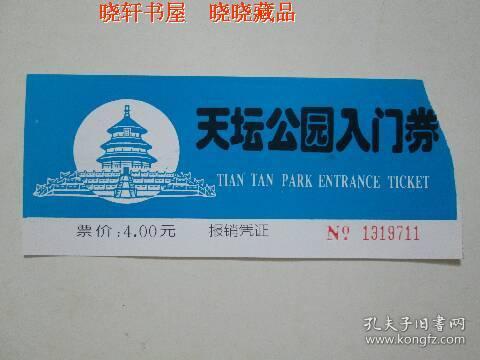 晓轩书屋 晓晓藏品
天坛公园入门券
TIAN TAN PARK ENTRANCE TICKET
票价:4.00元 报销凭证 Nº 1319711
孔夫子旧书网
www.kongfz.com